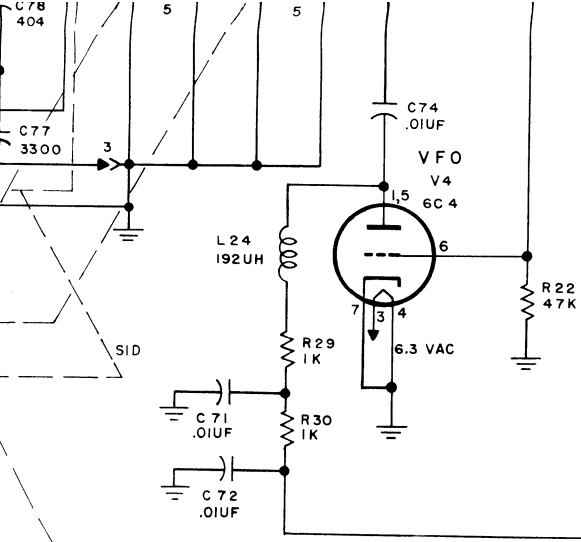 C78
404
5
5
C77
3300
3
C74
.01UF
VFO
V4
6C4
1,5
6
L24
192UH
R22
47K
7
3
4
6.3 VAC
S1D
R29
1K
C71
.01UF
R30
1K
C72
.01UF